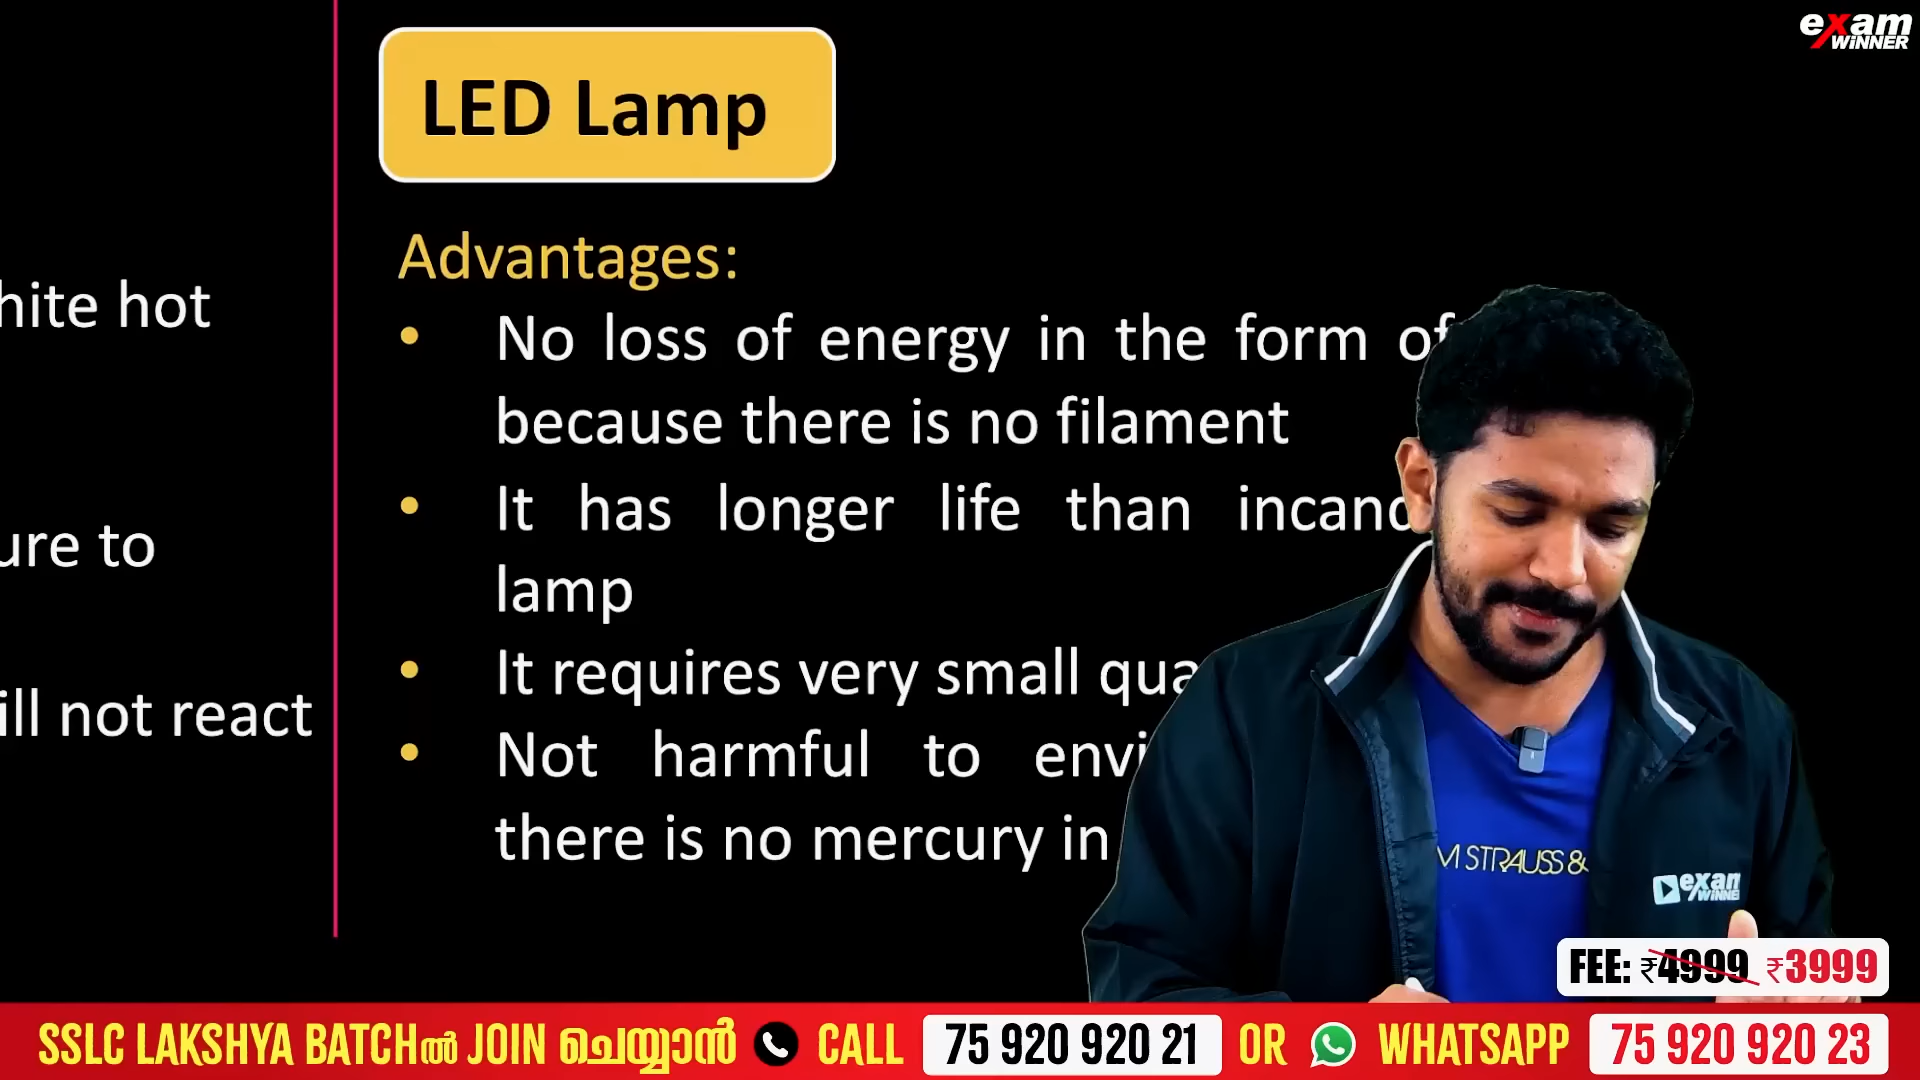 exam
WINNER
LED Lamp
hite hot
ure to
ill not react
Advantages:
• No loss of energy in the form of
because there is no filament
• It has longer life than incand
lamp
• It requires very small qua
• Not harmful to envi
there is no mercury in
M STRAUSS &
exam
WINNER
FEE: ₹4999 ₹3999
SSLC LAKSHYA BATCHൽ JOIN ചെയ്യാൻ CALL 75 920 920 21 OR WHATSAPP 75 920 920 23